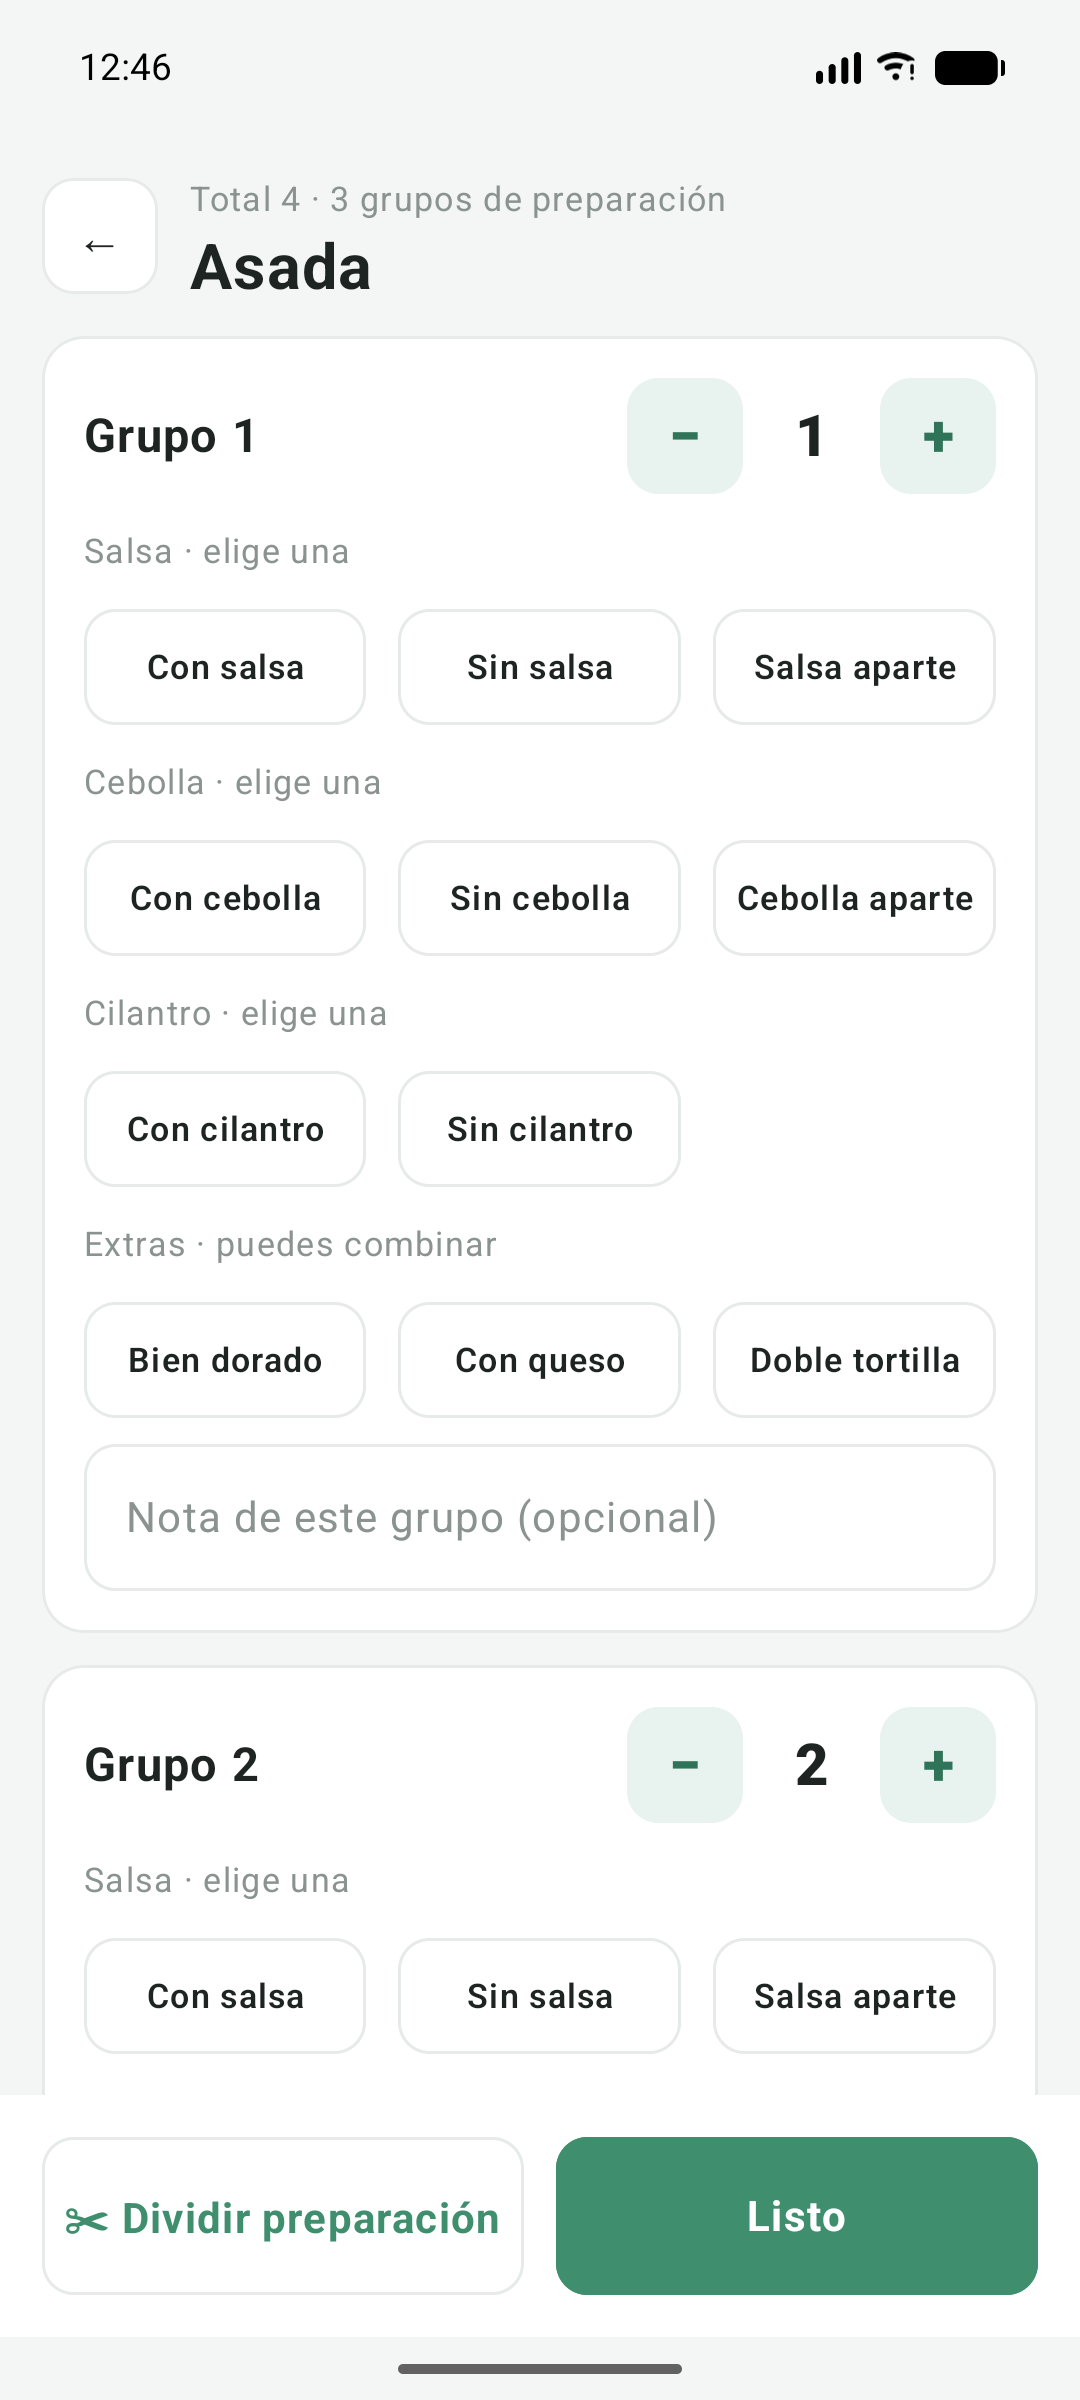 12:46
Total 4 · 3 grupos de preparación
←
Asada
Grupo 1
− 1 +
Salsa · elige una
Con salsa
Sin salsa
Salsa aparte
Cebolla · elige una
Con cebolla
Sin cebolla
Cebolla aparte
Cilantro · elige una
Con cilantro
Sin cilantro
Extras · puedes combinar
Bien dorado
Con queso
Doble tortilla
Nota de este grupo (opcional)
Grupo 2
− 2 +
Salsa · elige una
Con salsa
Sin salsa
Salsa aparte
✂ Dividir preparación
Listo